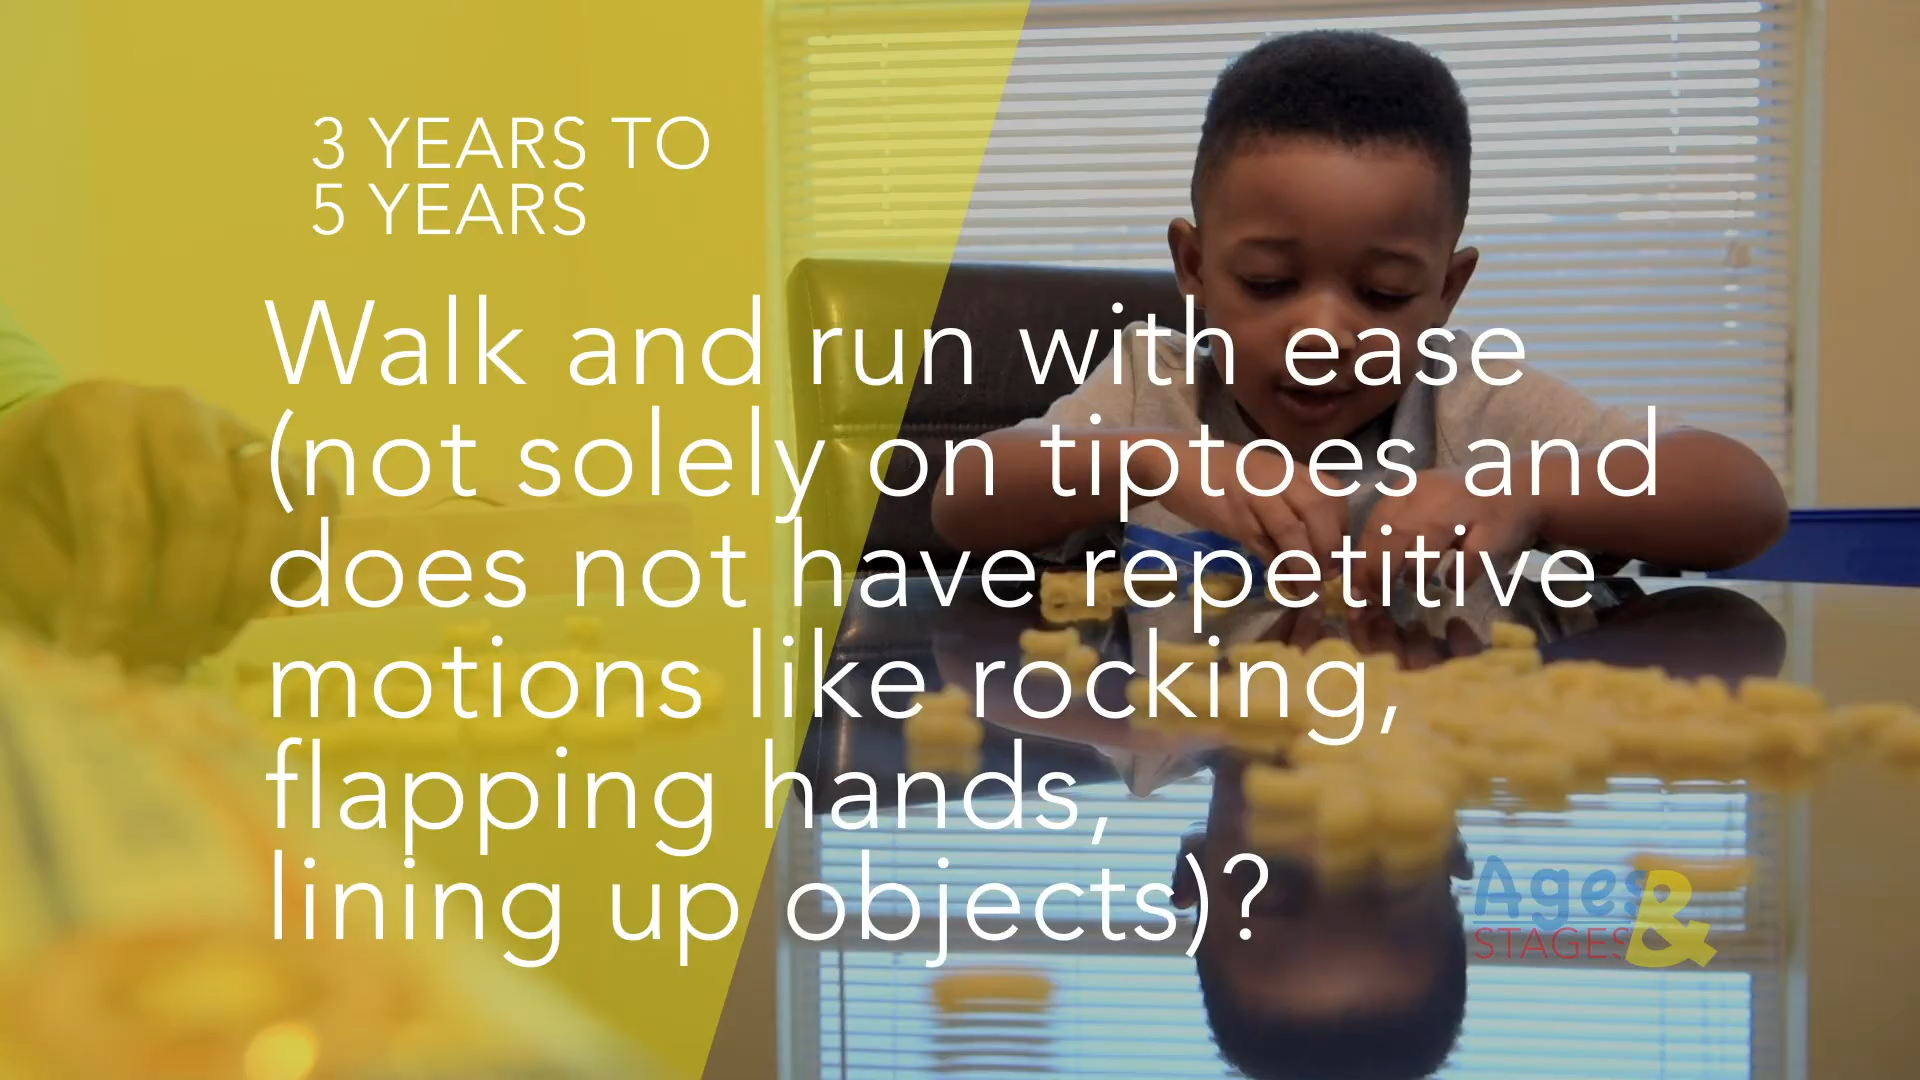 3 YEARS TO
5 YEARS
Walk and run with ease
(not solely on tiptoes and
does not have repetitive
motions like rocking,
flapping hands,
lining up objects)?
Ages
STAGES &